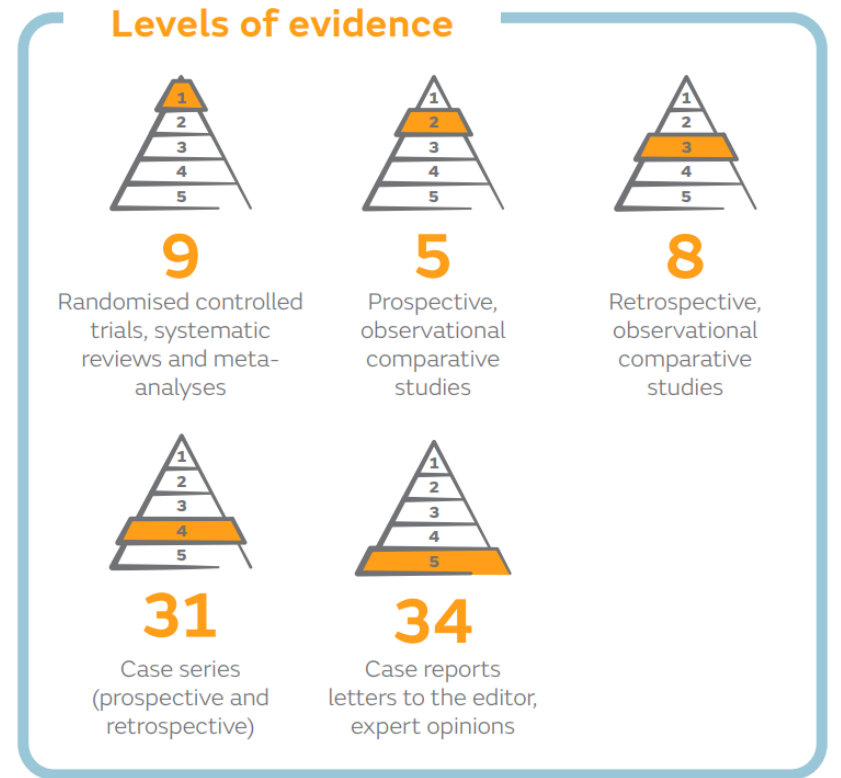 Levels of evidence
1
2
3
4
5
9
Randomised controlled
trials, systematic
reviews and meta-
analyses
1
2
3
4
5
5
Prospective,
observational
comparative
studies
1
2
3
4
5
8
Retrospective,
observational
comparative
studies
1
2
3
4
5
31
Case series
(prospective and
retrospective)
1
2
3
4
5
34
Case reports
letters to the editor,
expert opinions